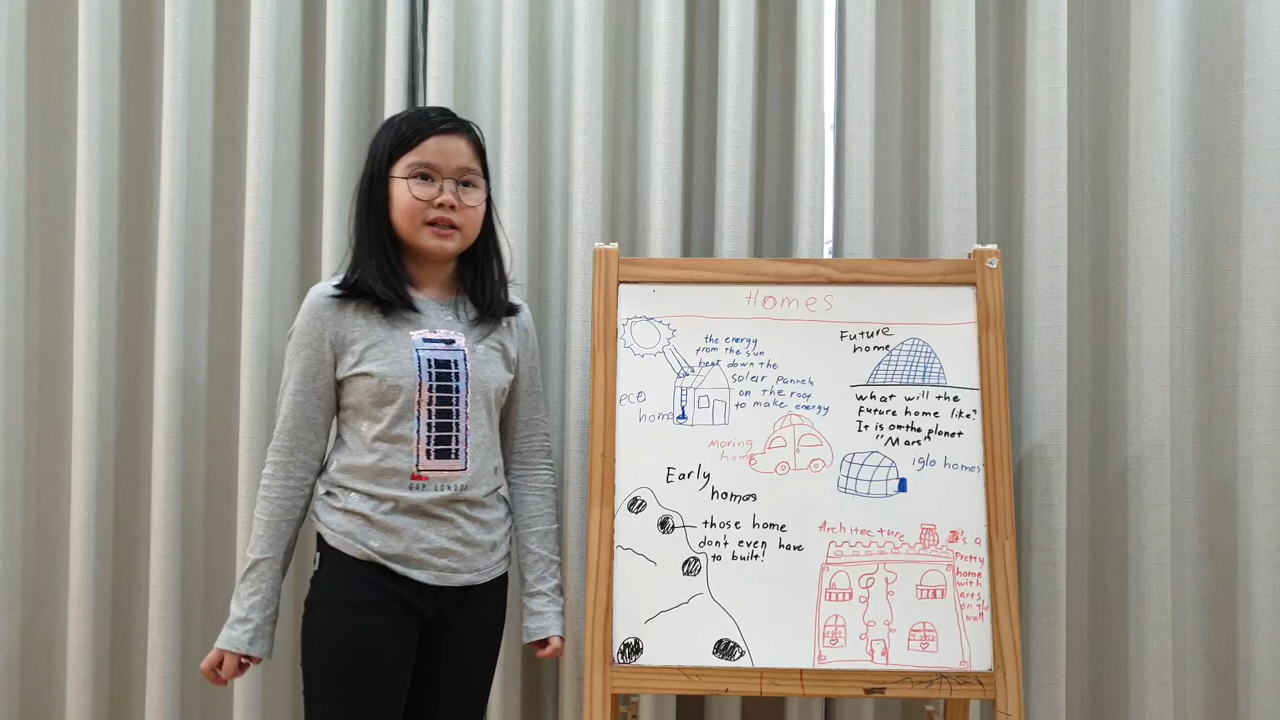 Homes
the energy
from the sun
heat down the
soler pannels
on the roof
to make energy
eco
home
Future
home
what will the
Future home like?
It is on the planet
"Mars"
moving
home
iglo homes
Early
homes
those home
don't even have
to built!
Architecture
It's a
Pretty
home
with
arts
on the
wall
GAP LONDON